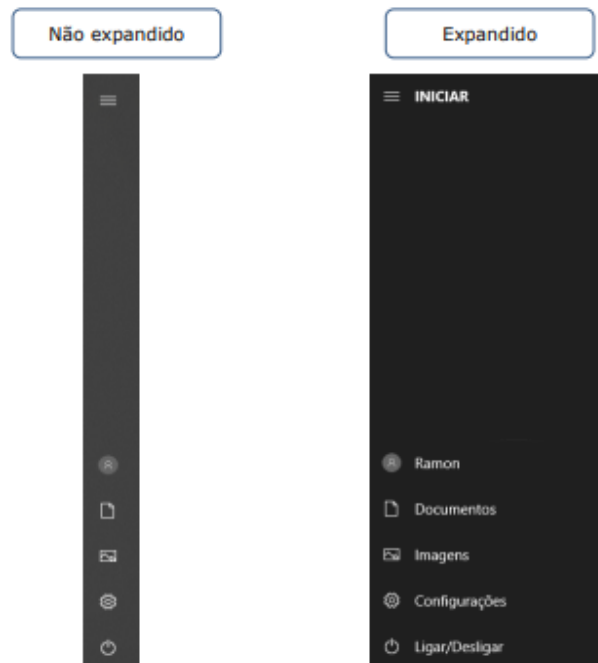 Não expandido
Expandido
INICIAR
Ramon
Documentos
Imagens
Configurações
Ligar/Desligar